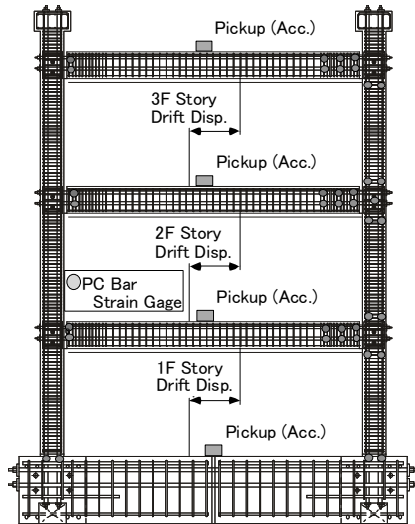 Pickup (Acc.)
3F Story
Drift Disp.
Pickup (Acc.)
2F Story
Drift Disp.
PC Bar
Strain Gage
Pickup (Acc.)
1F Story
Drift Disp.
Pickup (Acc.)